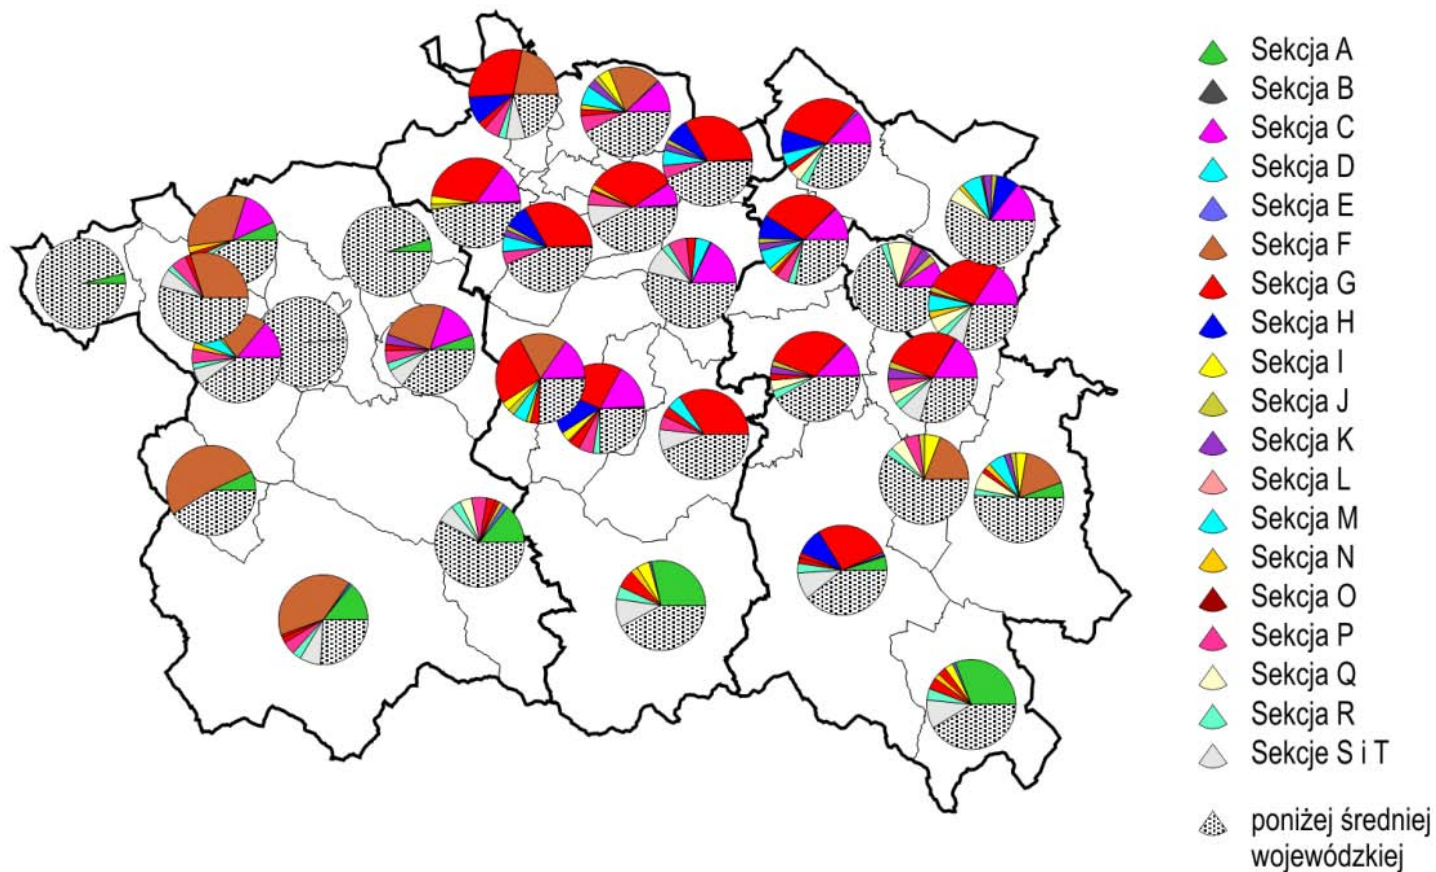 Sekcja A
Sekcja B
Sekcja C
Sekcja D
Sekcja E
Sekcja F
Sekcja G
Sekcja H
Sekcja I
Sekcja J
Sekcja K
Sekcja L
Sekcja M
Sekcja N
Sekcja O
Sekcja P
Sekcja Q
Sekcja R
Sekcje S i T
poniżej średniej
wojewódzkiej